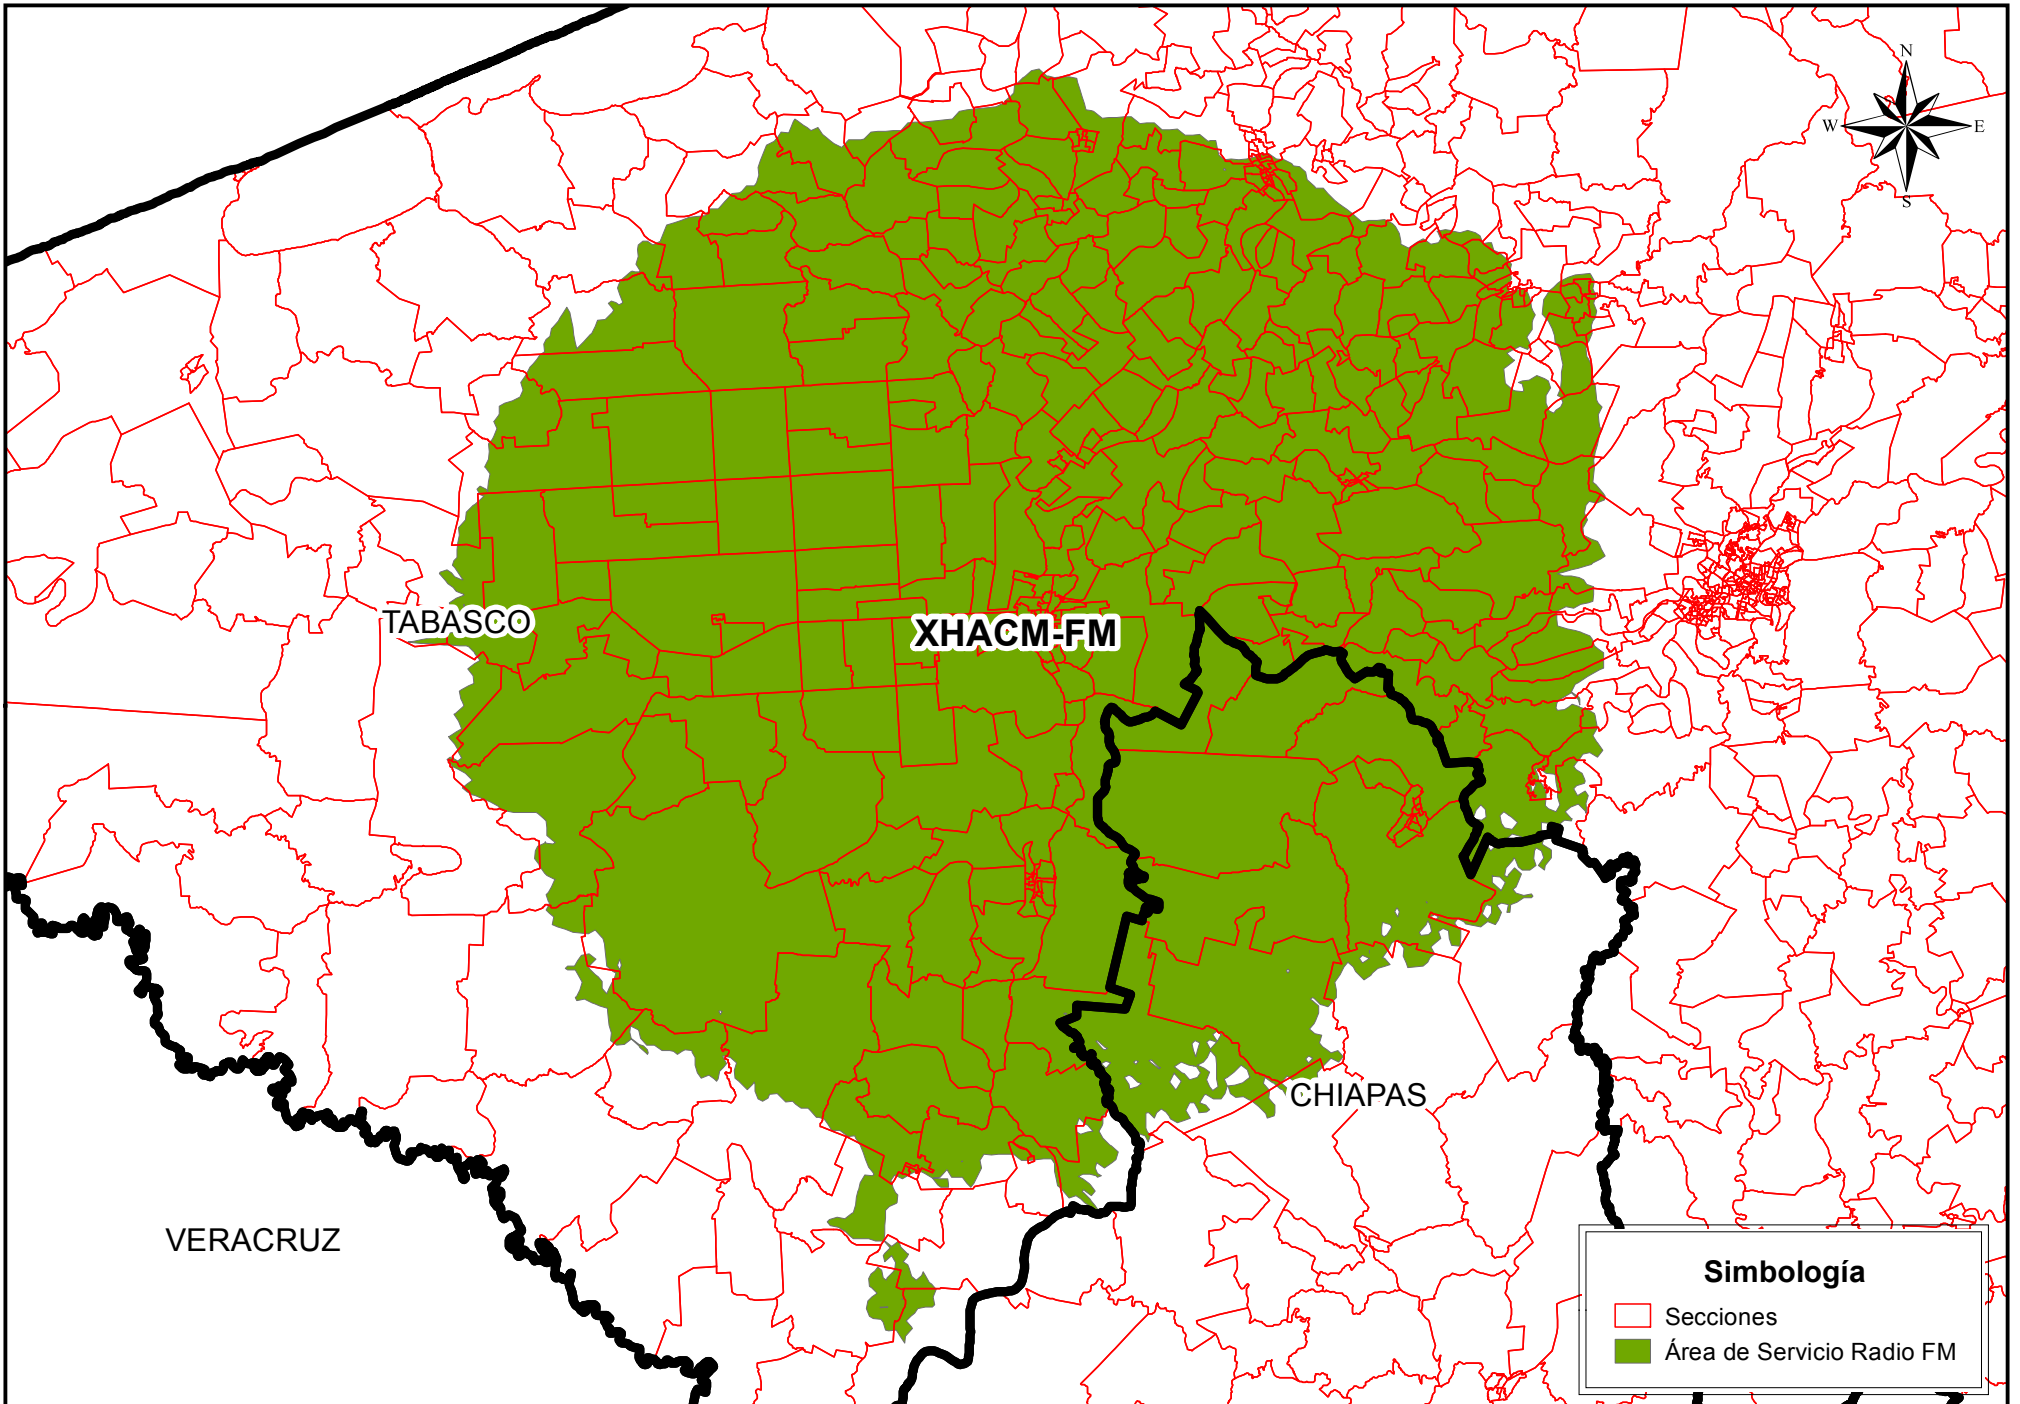 N
W E
S
TABASCO
XHACM-FM
CHIAPAS
VERACRUZ
Simbología
Secciones
Área de Servicio Radio FM